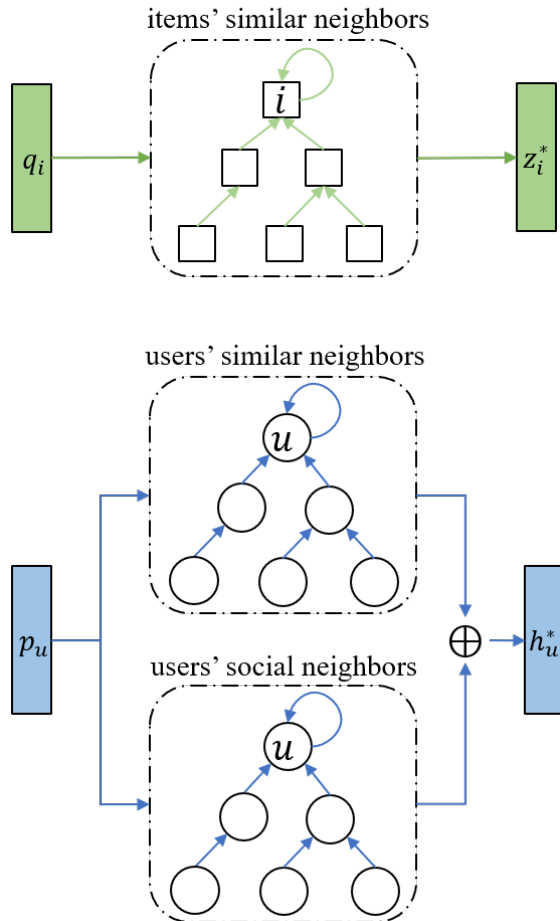 items’ similar neighbors
i
q_i
z_i^*
users’ similar neighbors
u
p_u
⊕
h_u^*
users’ social neighbors
u